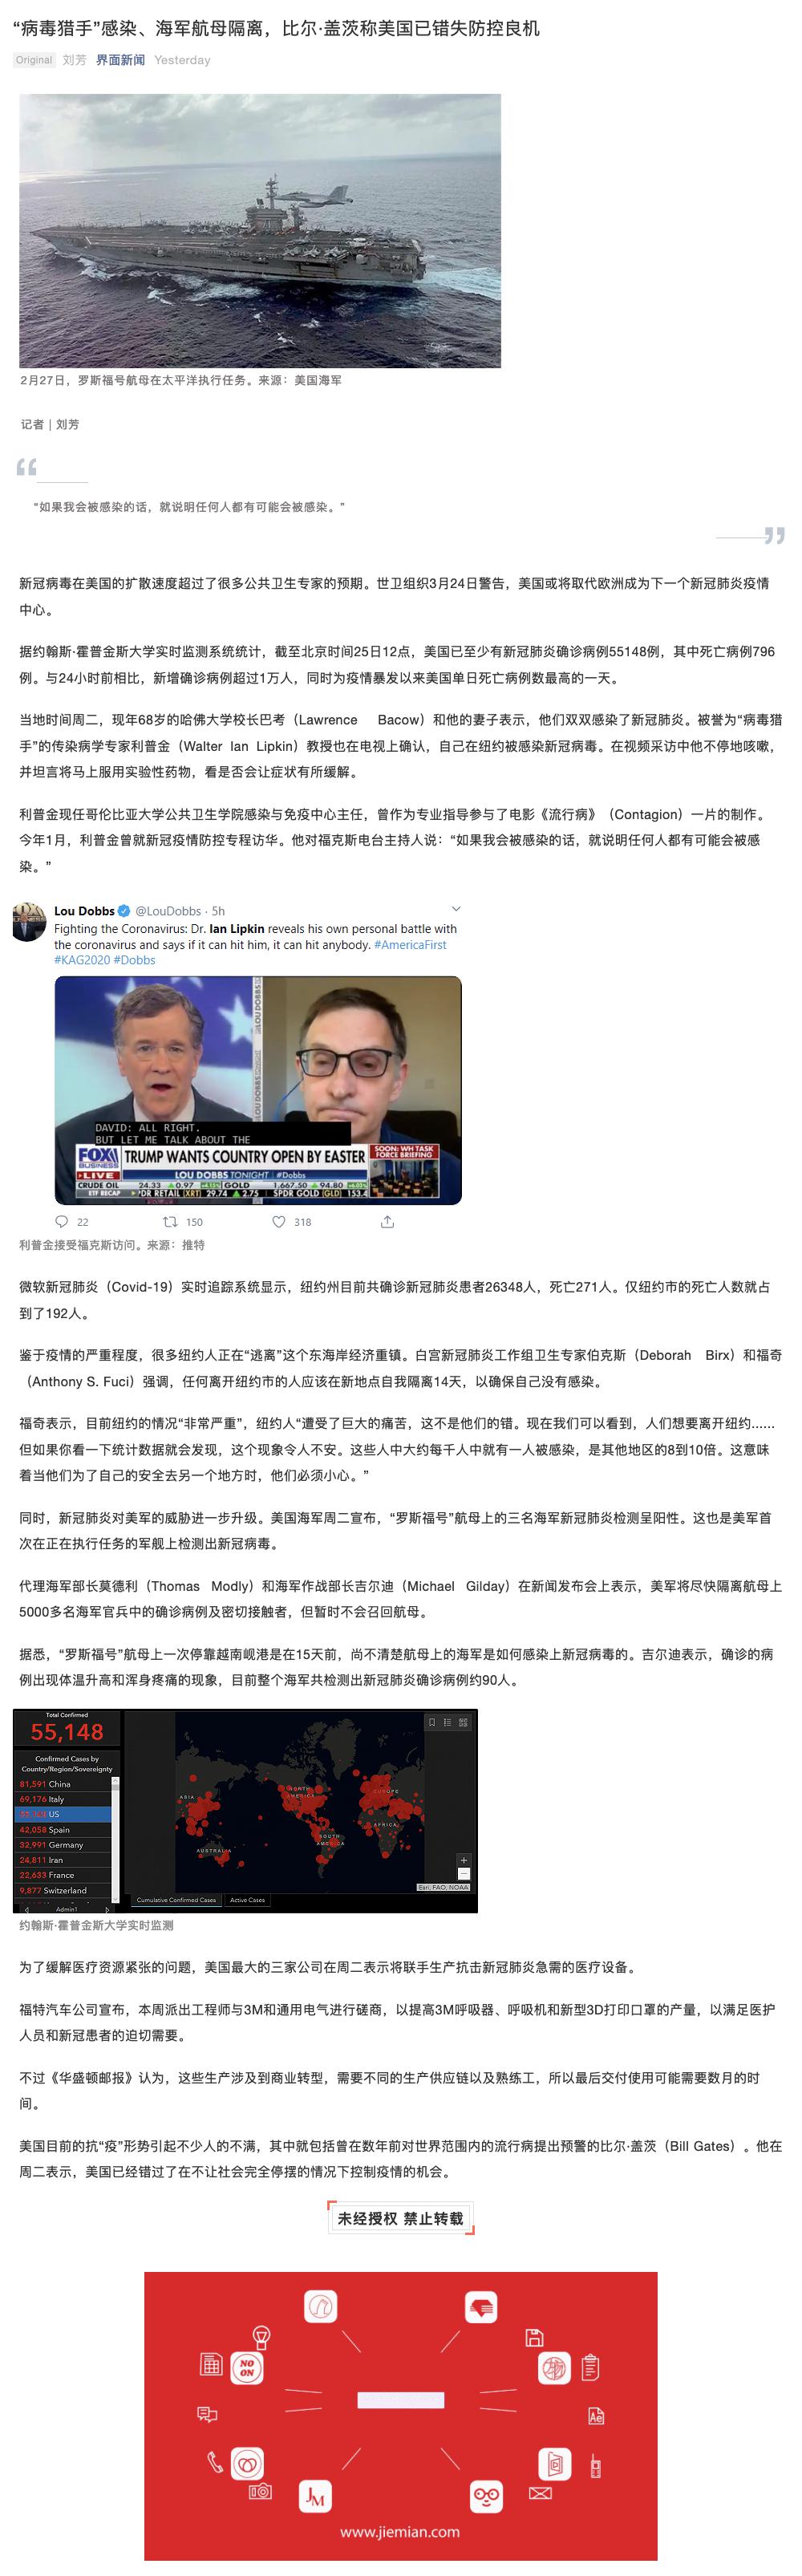 “病毒猎手”感染、海军航母隔离，比尔·盖茨称美国已错失防控良机
Original 刘芳 界面新闻 Yesterday
2月27日，罗斯福号航母在太平洋执行任务。来源：美国海军
记者 | 刘芳
“如果我会被感染的话，就说明任何人都有可能会被感染。”
新冠病毒在美国的扩散速度超过了很多公共卫生专家的预期。世卫组织3月24日警告，美国或将取代欧洲成为下一个新冠肺炎疫情
中心。
据约翰斯·霍普金斯大学实时监测系统统计，截至北京时间25日12点，美国已至少有新冠肺炎确诊病例55148例，其中死亡病例796
例。与24小时前相比，新增确诊病例超过1万人，同时为疫情暴发以来美国单日死亡病例数最高的一天。
当地时间周二，现年68岁的哈佛大学校长巴考（Lawrence Bacow）和他的妻子表示，他们双双感染了新冠肺炎。被誉为“病毒猎
手”的传染病学专家利普金（Walter Ian Lipkin）教授也在电视上确认，自己在纽约被感染新冠病毒。在视频采访中他不停地咳嗽，
并坦言将马上服用实验性药物，看是否会让症状有所缓解。
利普金现任哥伦比亚大学公共卫生学院感染与免疫中心主任，曾作为专业指导参与了电影《流行病》（Contagion）一片的制作。
今年1月，利普金曾就新冠疫情防控专程访华。他对福克斯电台主持人说：“如果我会被感染的话，就说明任何人都有可能会被感
染。”
Lou Dobbs @LouDobbs · 5h
Fighting the Coronavirus: Dr. Ian Lipkin reveals his own personal battle with
the coronavirus and says if it can hit him, it can hit anybody. #AmericaFirst
#KAG2020 #Dobbs
LOU DOBBS
DAVID: ALL RIGHT.
BUT LET ME TALK ABOUT THE
FOX BUSINESS
TRUMP WANTS COUNTRY OPEN BY EASTER
SOON: WH TASK FORCE BRIEFING
LIVE
LOU DOBBS TONIGHT #Dobbs
CRUDE OIL 24.33 0.97 +4.15% GOLD 1,667.50 94.80 +6.03%
ETF RECAP PDR RETAIL (XRT) 29.74 2.75 SPDR GOLD (GLD) 153.4
22 150 318
利普金接受福克斯访问。来源：推特
微软新冠肺炎（Covid-19）实时追踪系统显示，纽约州目前共确诊新冠肺炎患者26348人，死亡271人。仅纽约市的死亡人数就占
到了192人。
鉴于疫情的严重程度，很多纽约人正在“逃离”这个东海岸经济重镇。白宫新冠肺炎工作组卫生专家伯克斯（Deborah Birx）和福奇
（Anthony S. Fuci）强调，任何离开纽约市的人应该在新地点自我隔离14天，以确保自己没有感染。
福奇表示，目前纽约的情况“非常严重”，纽约人“遭受了巨大的痛苦，这不是他们的错。现在我们可以看到，人们想要离开纽约......
但如果你看一下统计数据就会发现，这个现象令人不安。这些人中大约每千人中就有一人被感染，是其他地区的8到10倍。这意味
着当他们为了自己的安全去另一个地方时，他们必须小心。”
同时，新冠肺炎对美军的威胁进一步升级。美国海军周二宣布，“罗斯福号”航母上的三名海军新冠肺炎检测呈阳性。这也是美军首
次在正在执行任务的军舰上检测出新冠病毒。
代理海军部长莫德利（Thomas Modly）和海军作战部长吉尔迪（Michael Gilday）在新闻发布会上表示，美军将尽快隔离航母上
5000多名海军官兵中的确诊病例及密切接触者，但暂时不会召回航母。
据悉，“罗斯福号”航母上一次停靠越南岘港是在15天前，尚不清楚航母上的海军是如何感染上新冠病毒的。吉尔迪表示，确诊的病
例出现体温升高和浑身疼痛的现象，目前整个海军共检测出新冠肺炎确诊病例约90人。
Total Confirmed
55,148
Confirmed Cases by
Country/Region/Sovereignty
81,591 China
69,176 Italy
US
42,058 Spain
32,991 Germany
24,811 Iran
22,633 France
9,877 Switzerland
Admin1
ASIA
AUSTRALIA
NORTH AMERICA
SOUTH AMERICA
EUROPE
AFRICA
Esri, FAO, NOAA
Cumulative Confirmed Cases Active Cases
约翰斯·霍普金斯大学实时监测
为了缓解医疗资源紧张的问题，美国最大的三家公司在周二表示将联手生产抗击新冠肺炎急需的医疗设备。
福特汽车公司宣布，本周派出工程师与3M和通用电气进行磋商，以提高3M呼吸器、呼吸机和新型3D打印口罩的产量，以满足医护
人员和新冠患者的迫切需要。
不过《华盛顿邮报》认为，这些生产涉及到商业转型，需要不同的生产供应链以及熟练工，所以最后交付使用可能需要数月的时
间。
美国目前的抗“疫”形势引起不少人的不满，其中就包括曾在数年前对世界范围内的流行病提出预警的比尔·盖茨（Bill Gates）。他在
周二表示，美国已经错过了在不让社会完全停摆的情况下控制疫情的机会。
未经授权 禁止转载
NO
ON
Ae
JM
www.jiemian.com